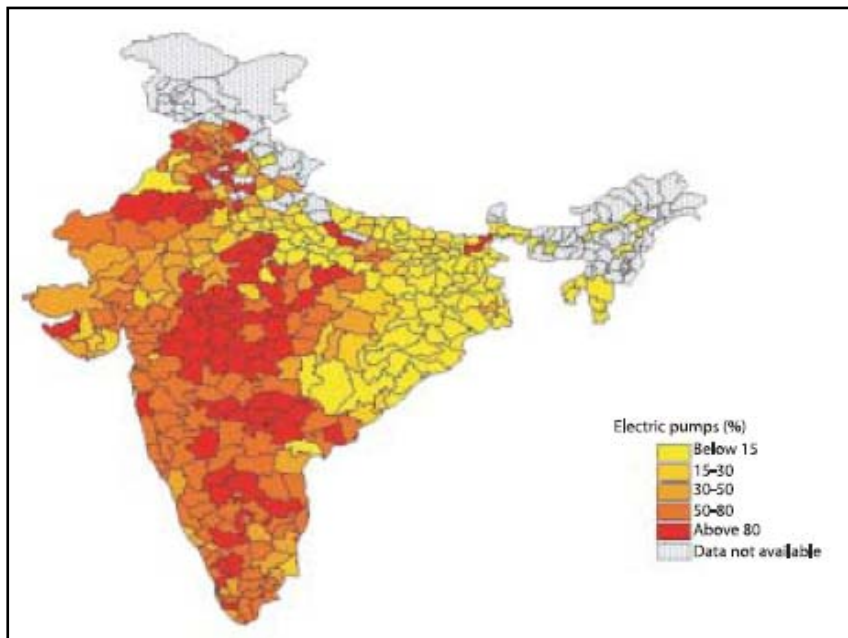 Electric pumps (%)
Below 15
15-30
30-50
50-80
Above 80
Data not available